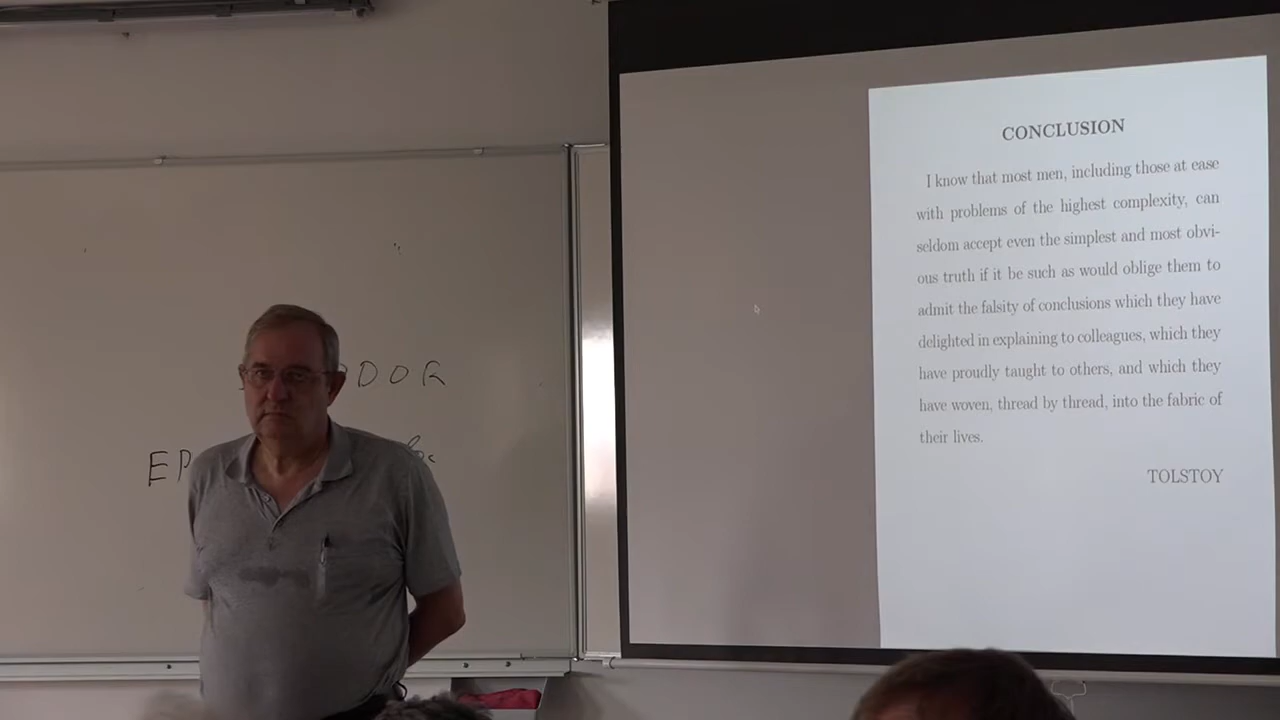 DOR
EP
CONCLUSION
I know that most men, including those at ease
with problems of the highest complexity, can
seldom accept even the simplest and most obvi-
ous truth if it be such as would oblige them to
admit the falsity of conclusions which they have
delighted in explaining to colleagues, which they
have proudly taught to others, and which they
have woven, thread by thread, into the fabric of
their lives.
TOLSTOY